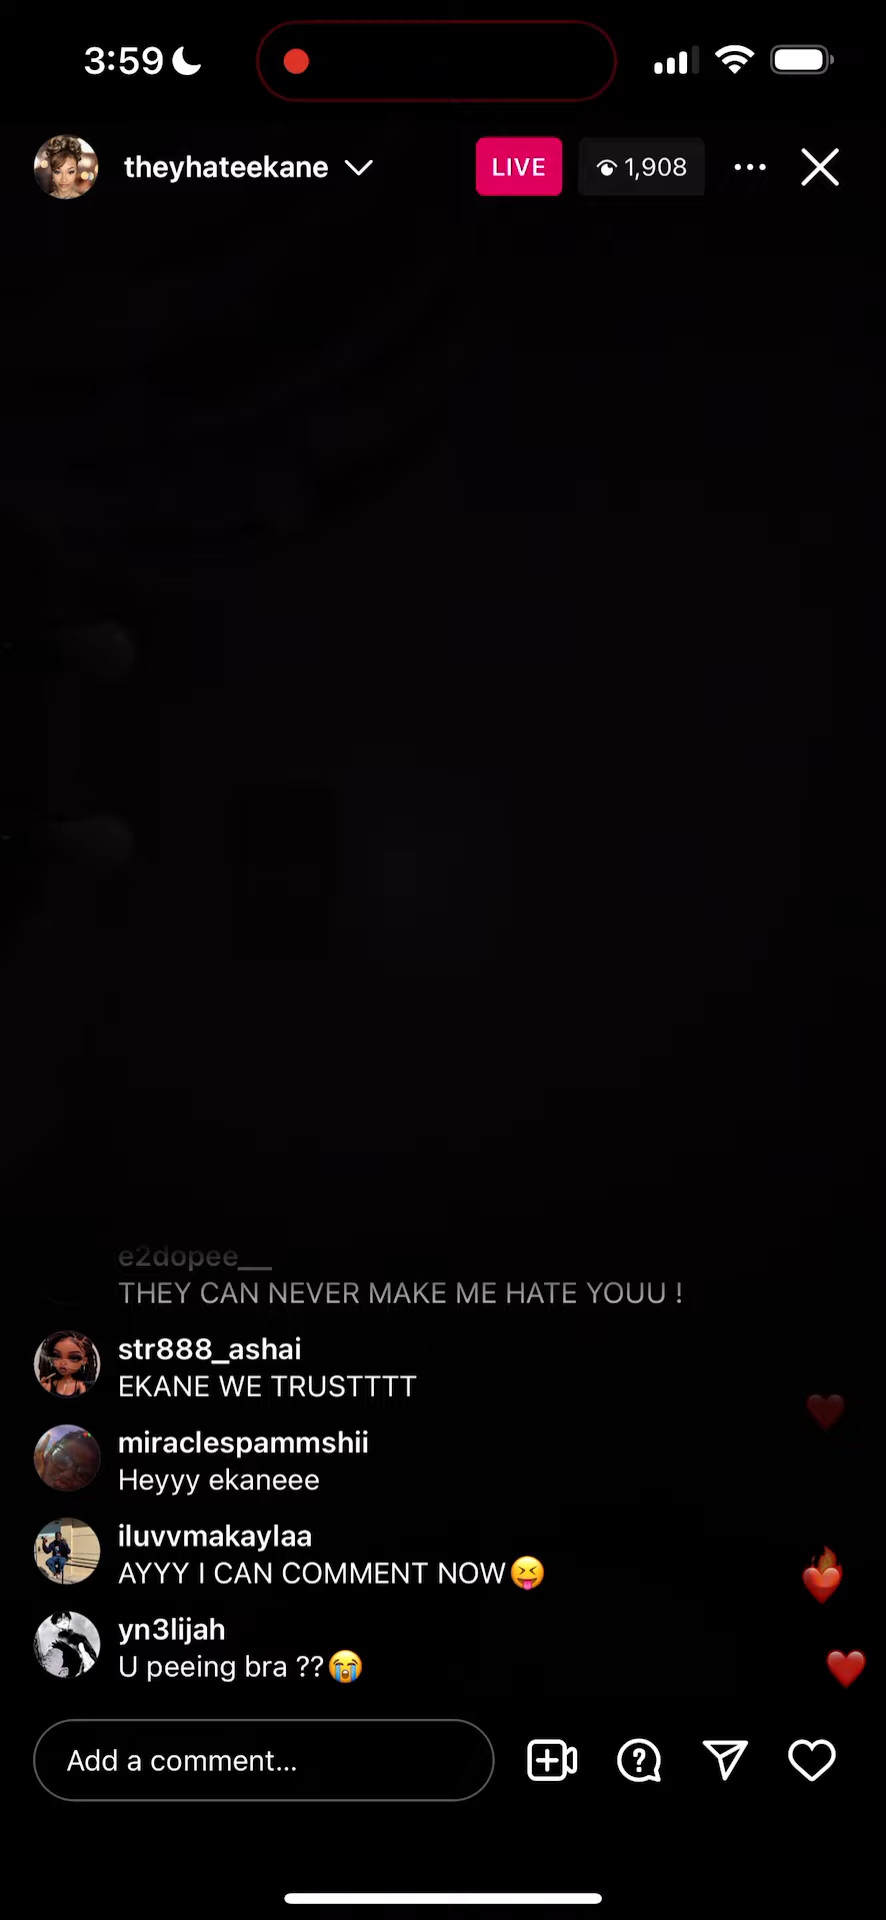 3:59
theyhateekane LIVE 1,908
e2dopee__
THEY CAN NEVER MAKE ME HATE YOUU !
str888_ashai
EKANE WE TRUSTTTT
miraclespammshii
Heyyy ekaneee
iluvvmakaylaa
AYYY I CAN COMMENT NOW😝
yn3lijah
U peeing bra ??😭
Add a comment...